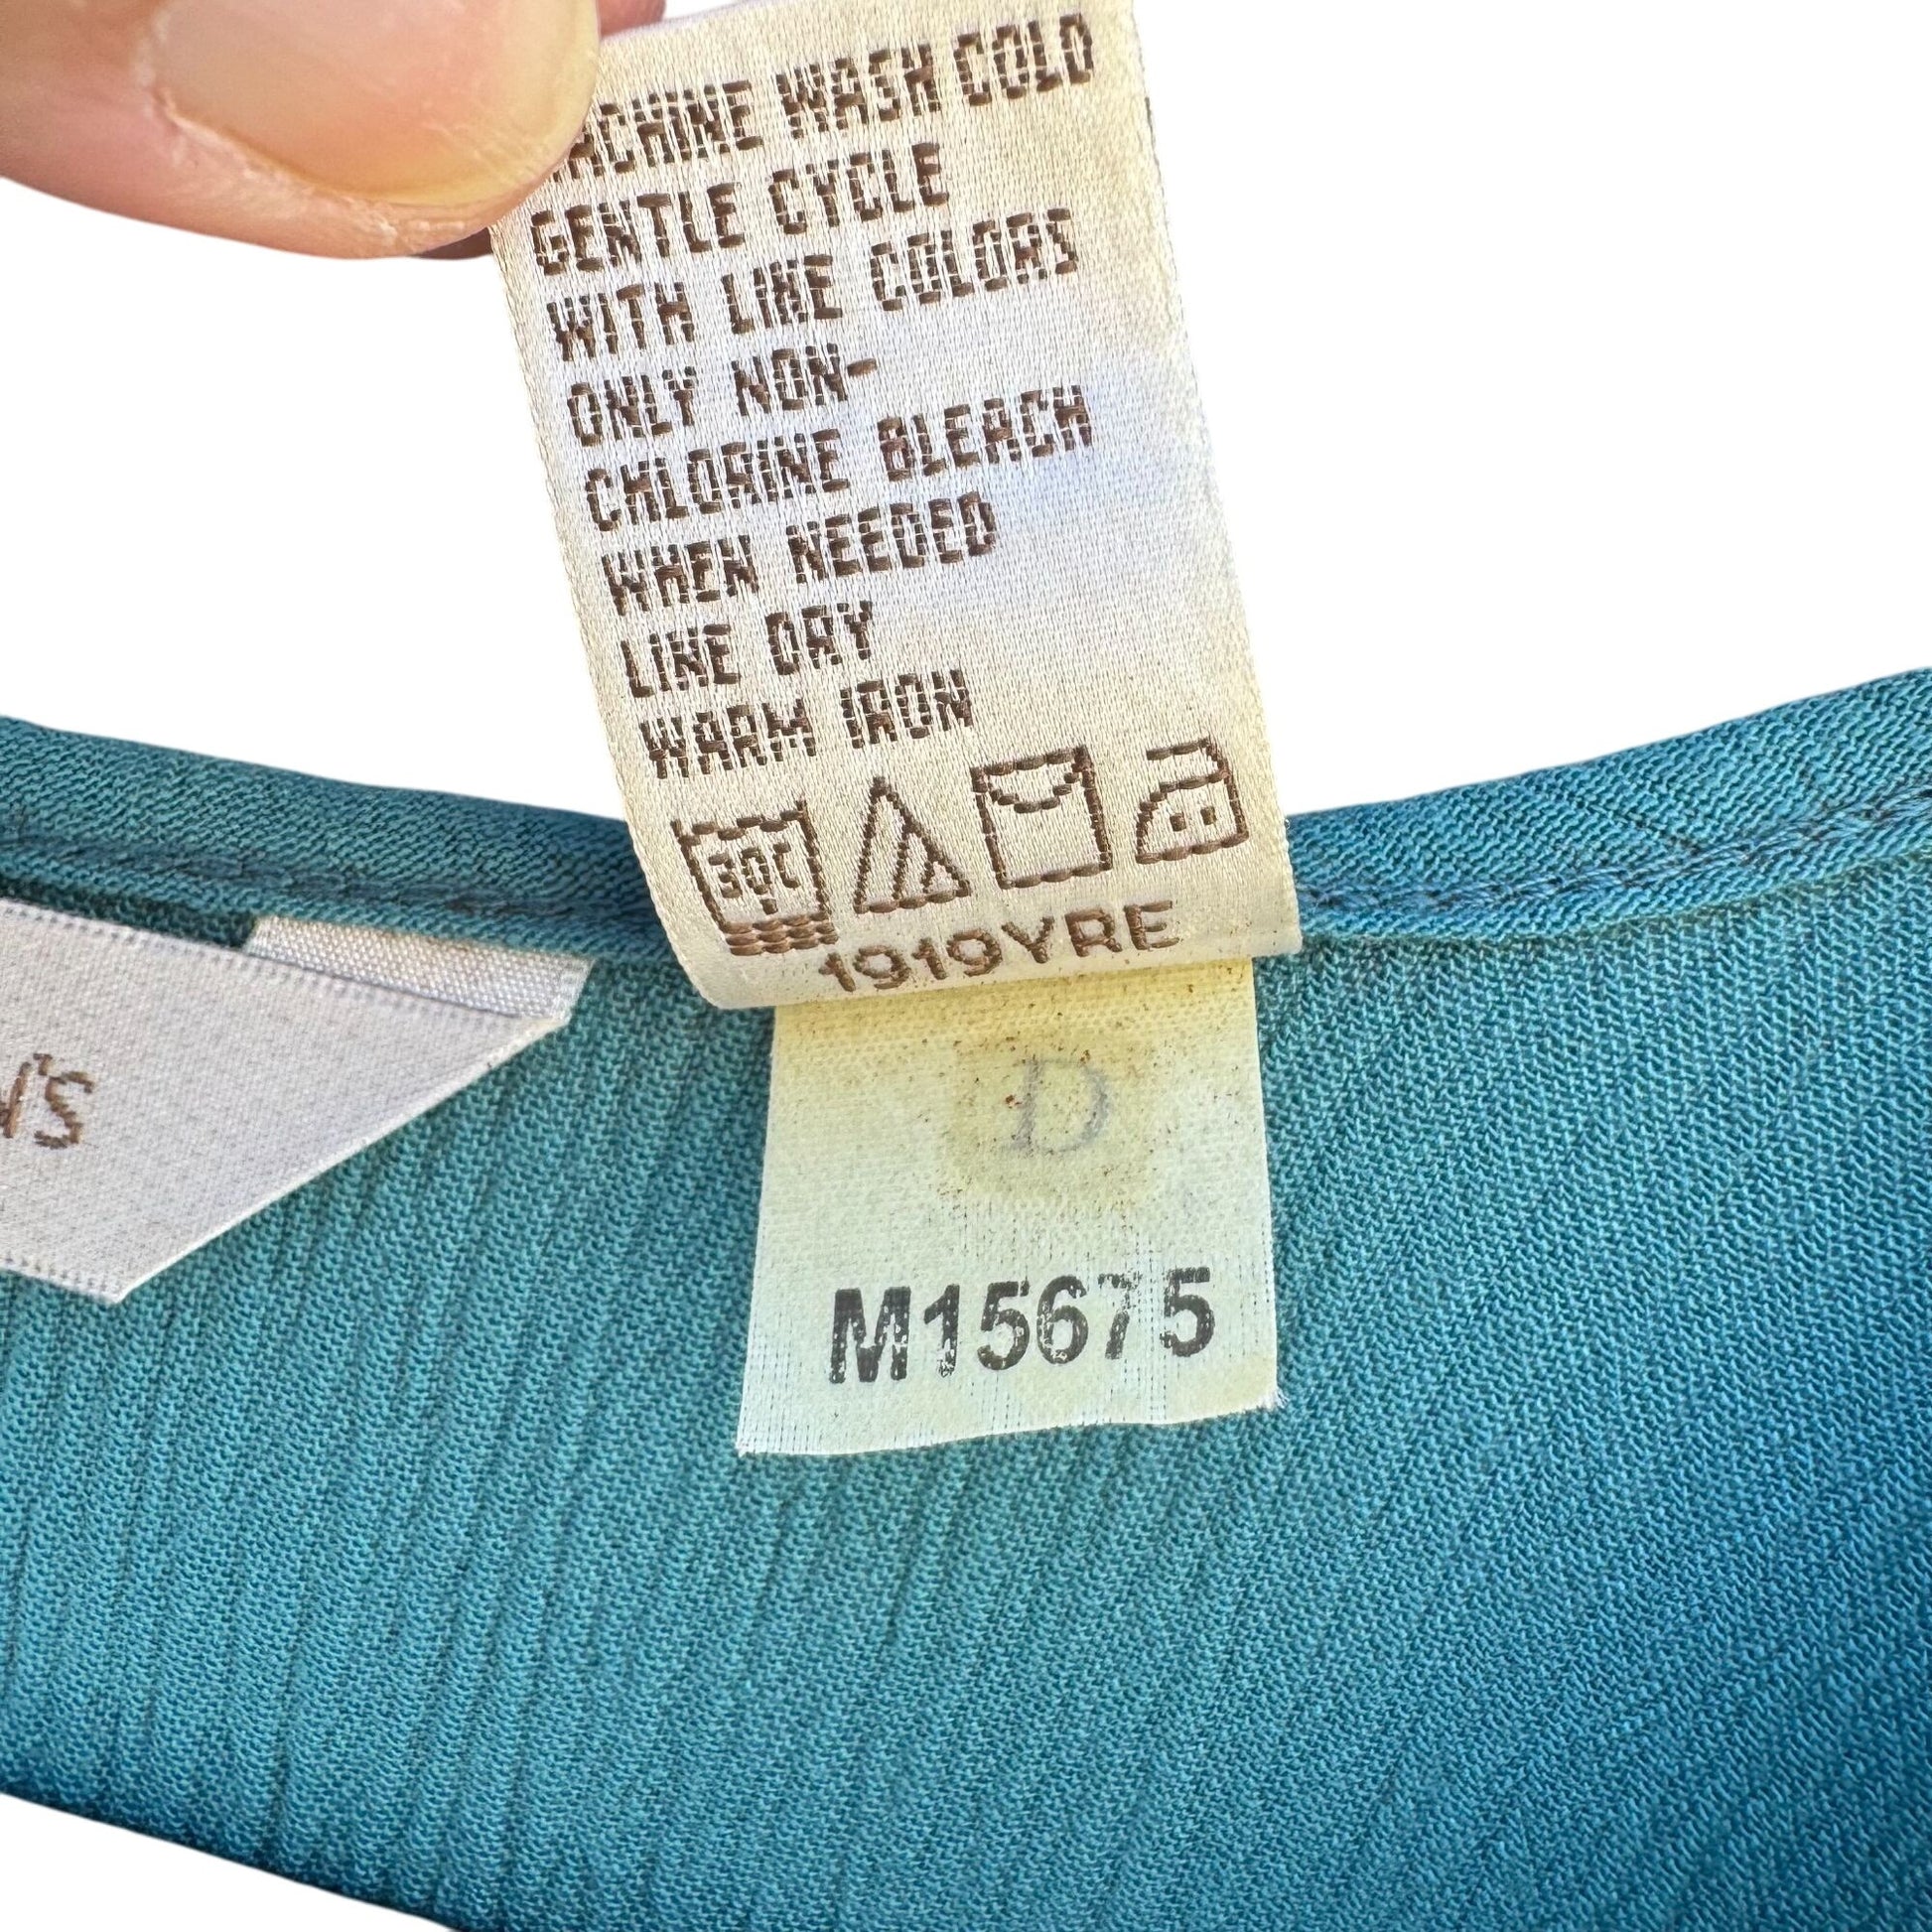 MACHINE WASH COLD
GENTLE CYCLE
WITH LINE COLORS
ONLY NON-
CHLORINE BLEACH
WHEN NEEDED
LINE DRY
WARM IRON
30C
1919YRE
N'S
D
M15675